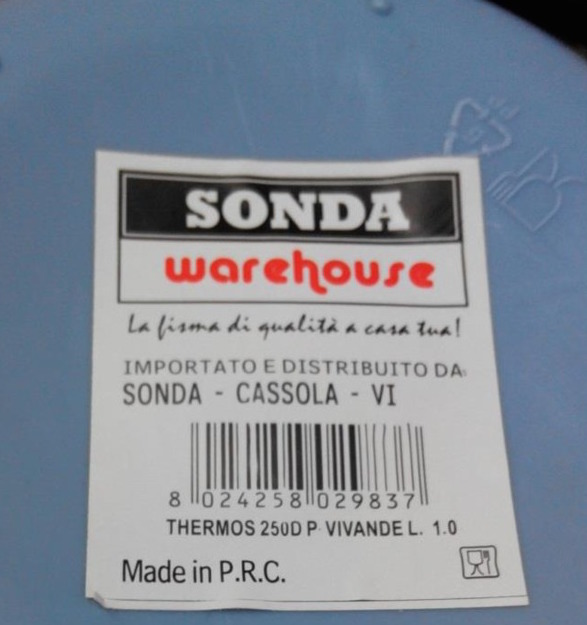 SONDA
warehouse
La fisma di qualità a casa tua!
IMPORTATO E DISTRIBUITO DA:
SONDA - CASSOLA - VI
8 024258 029837
THERMOS 250D P. VIVANDE L. 1.0
Made in P.R.C.